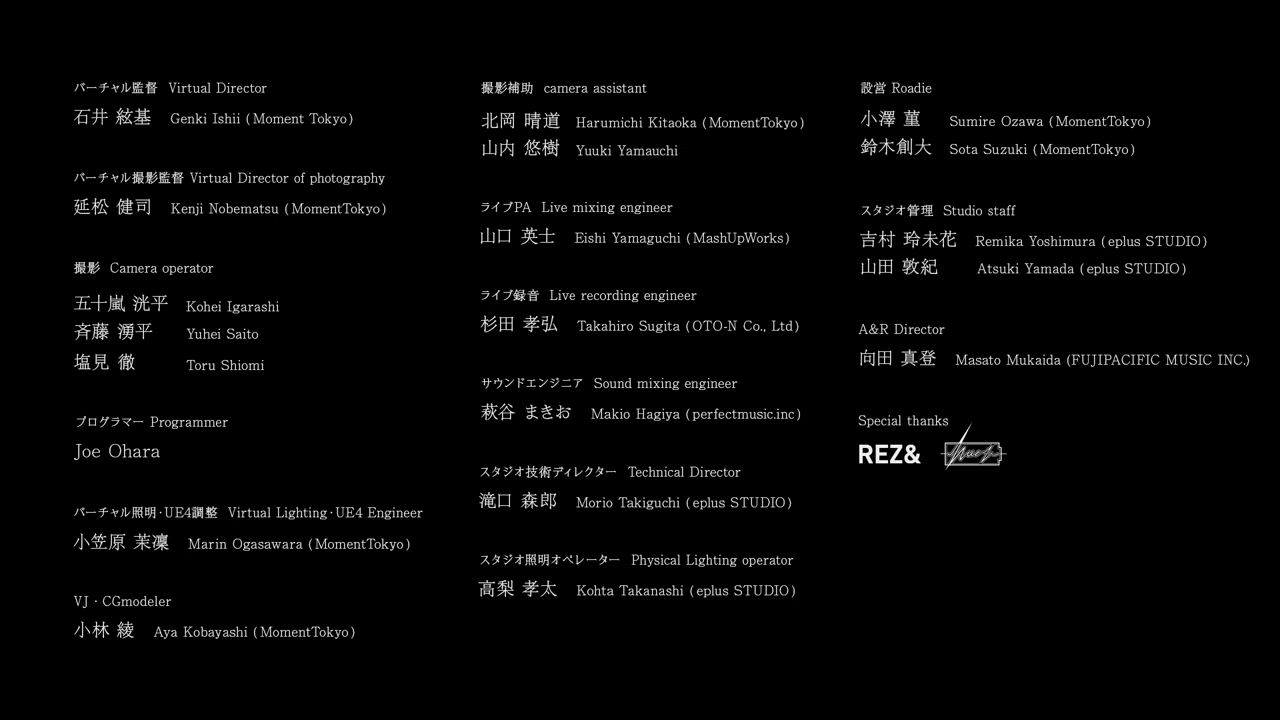 バーチャル監督 Virtual Director
石井 絃基 Genki Ishii (Moment Tokyo)
バーチャル撮影監督 Virtual Director of photography
延松 健司 Kenji Nobematsu (MomentTokyo)
撮影 Camera operator
五十嵐 洸平 Kohei Igarashi
斉藤 湧平 Yuhei Saito
塩見 徹 Toru Shiomi
プログラマー Programmer
Joe Ohara
バーチャル照明·UE4調整 Virtual Lighting·UE4 Engineer
小笠原 茉凜 Marin Ogasawara (MomentTokyo)
VJ · CGmodeler
小林 綾 Aya Kobayashi (MomentTokyo)
撮影補助 camera assistant
北岡 晴道 Harumichi Kitaoka (MomentTokyo)
山内 悠樹 Yuuki Yamauchi
ライブPA Live mixing engineer
山口 英士 Eishi Yamaguchi (MashUpWorks)
ライブ録音 Live recording engineer
杉田 孝弘 Takahiro Sugita (OTO-N Co., Ltd)
サウンドエンジニア Sound mixing engineer
萩谷 まきお Makio Hagiya (perfectmusic.inc)
スタジオ技術ディレクター Technical Director
滝口 森郎 Morio Takiguchi (eplus STUDIO)
スタジオ照明オペレーター Physical Lighting operator
高梨 孝太 Kohta Takanashi (eplus STUDIO)
設営 Roadie
小澤 菫 Sumire Ozawa (MomentTokyo)
鈴木創大 Sota Suzuki (MomentTokyo)
スタジオ管理 Studio staff
吉村 玲未花 Remika Yoshimura (eplus STUDIO)
山田 敦紀 Atsuki Yamada (eplus STUDIO)
A&R Director
向田 真登 Masato Mukaida (FUJIPACIFIC MUSIC INC.)
Special thanks
REZ&